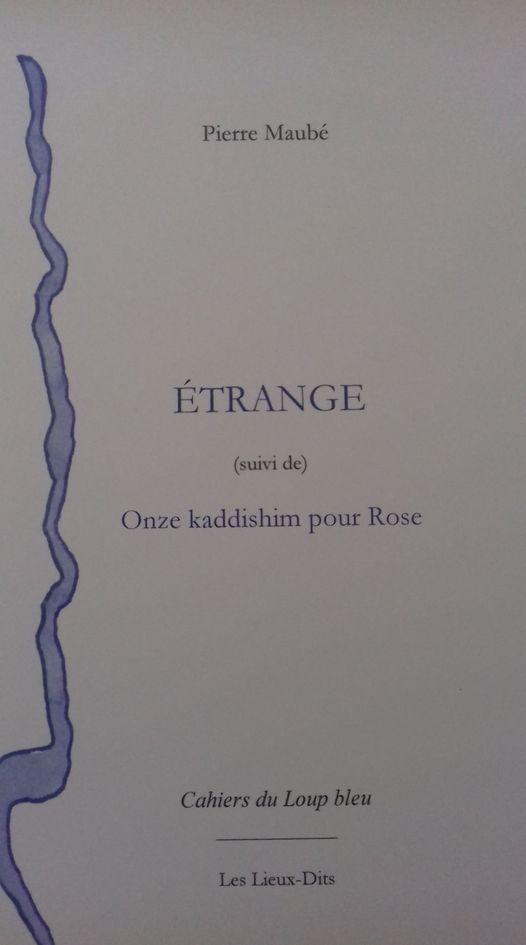 Pierre Maubé
ÉTRANGE
(suivi de)
Onze kaddishim pour Rose
Cahiers du Loup bleu
Les Lieux-Dits